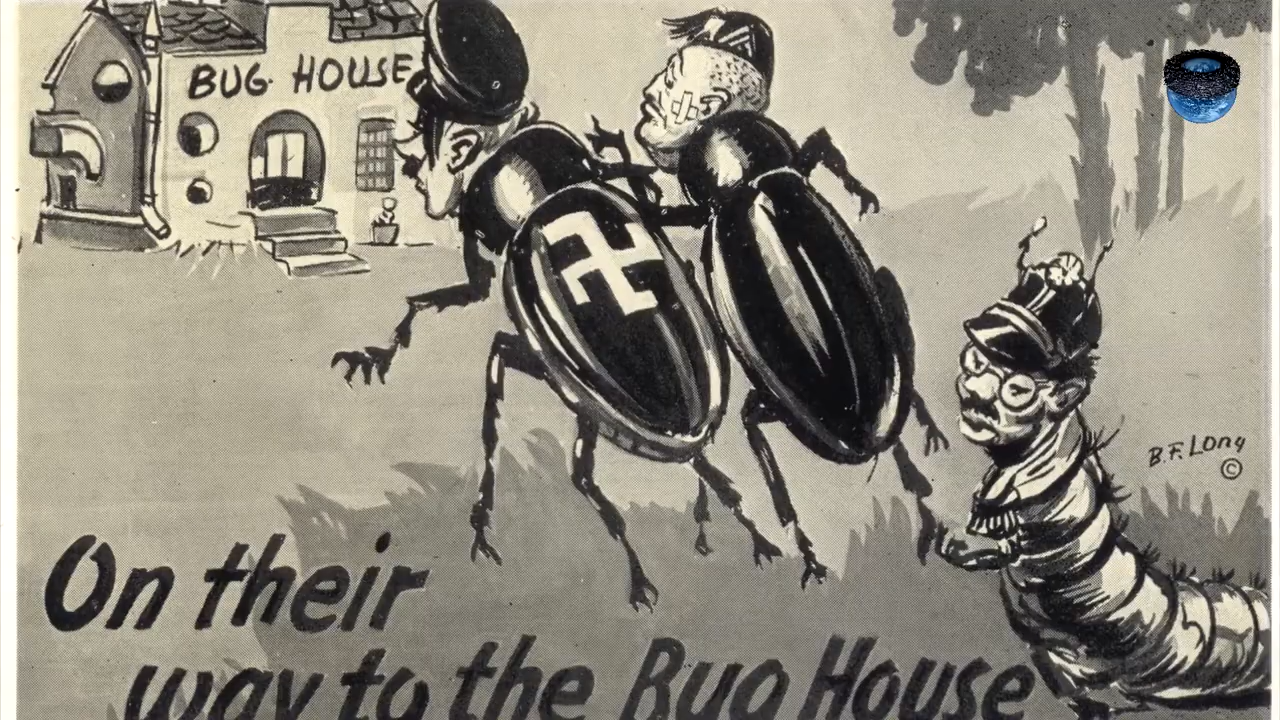 BUG HOUSE
B.F. LONG
©
On their
way to the Bug House